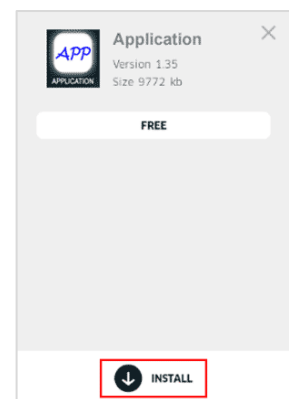 APP
APPLICATION
Application
Version 1.35
Size 9772 kb
FREE
INSTALL